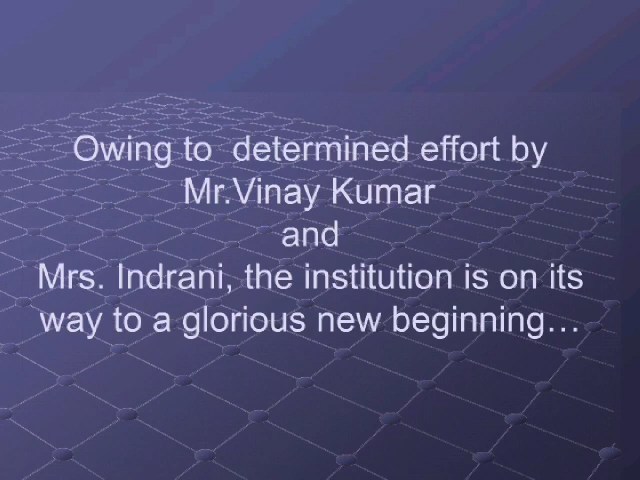 Owing to  determined effort by
Mr.Vinay Kumar
and
Mrs. Indrani, the institution is on its
way to a glorious new beginning…